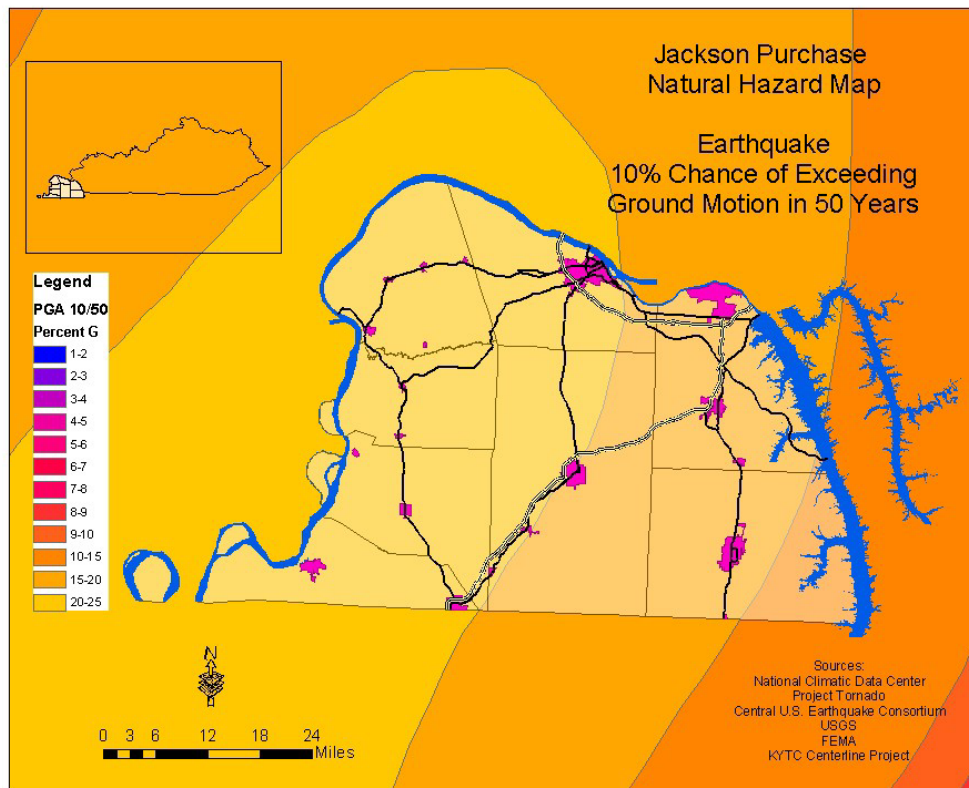 Jackson Purchase
Natural Hazard Map
Earthquake
10% Chance of Exceeding
Ground Motion in 50 Years
Legend
PGA 10/50
Percent G
1-2
2-3
3-4
4-5
5-6
6-7
7-8
8-9
9-10
10-15
15-20
20-25
N
0 3 6 12 18 24
Miles
Sources:
National Climatic Data Center
Project Tornado
Central U.S. Earthquake Consortium
USGS
FEMA
KYTC Centerline Project